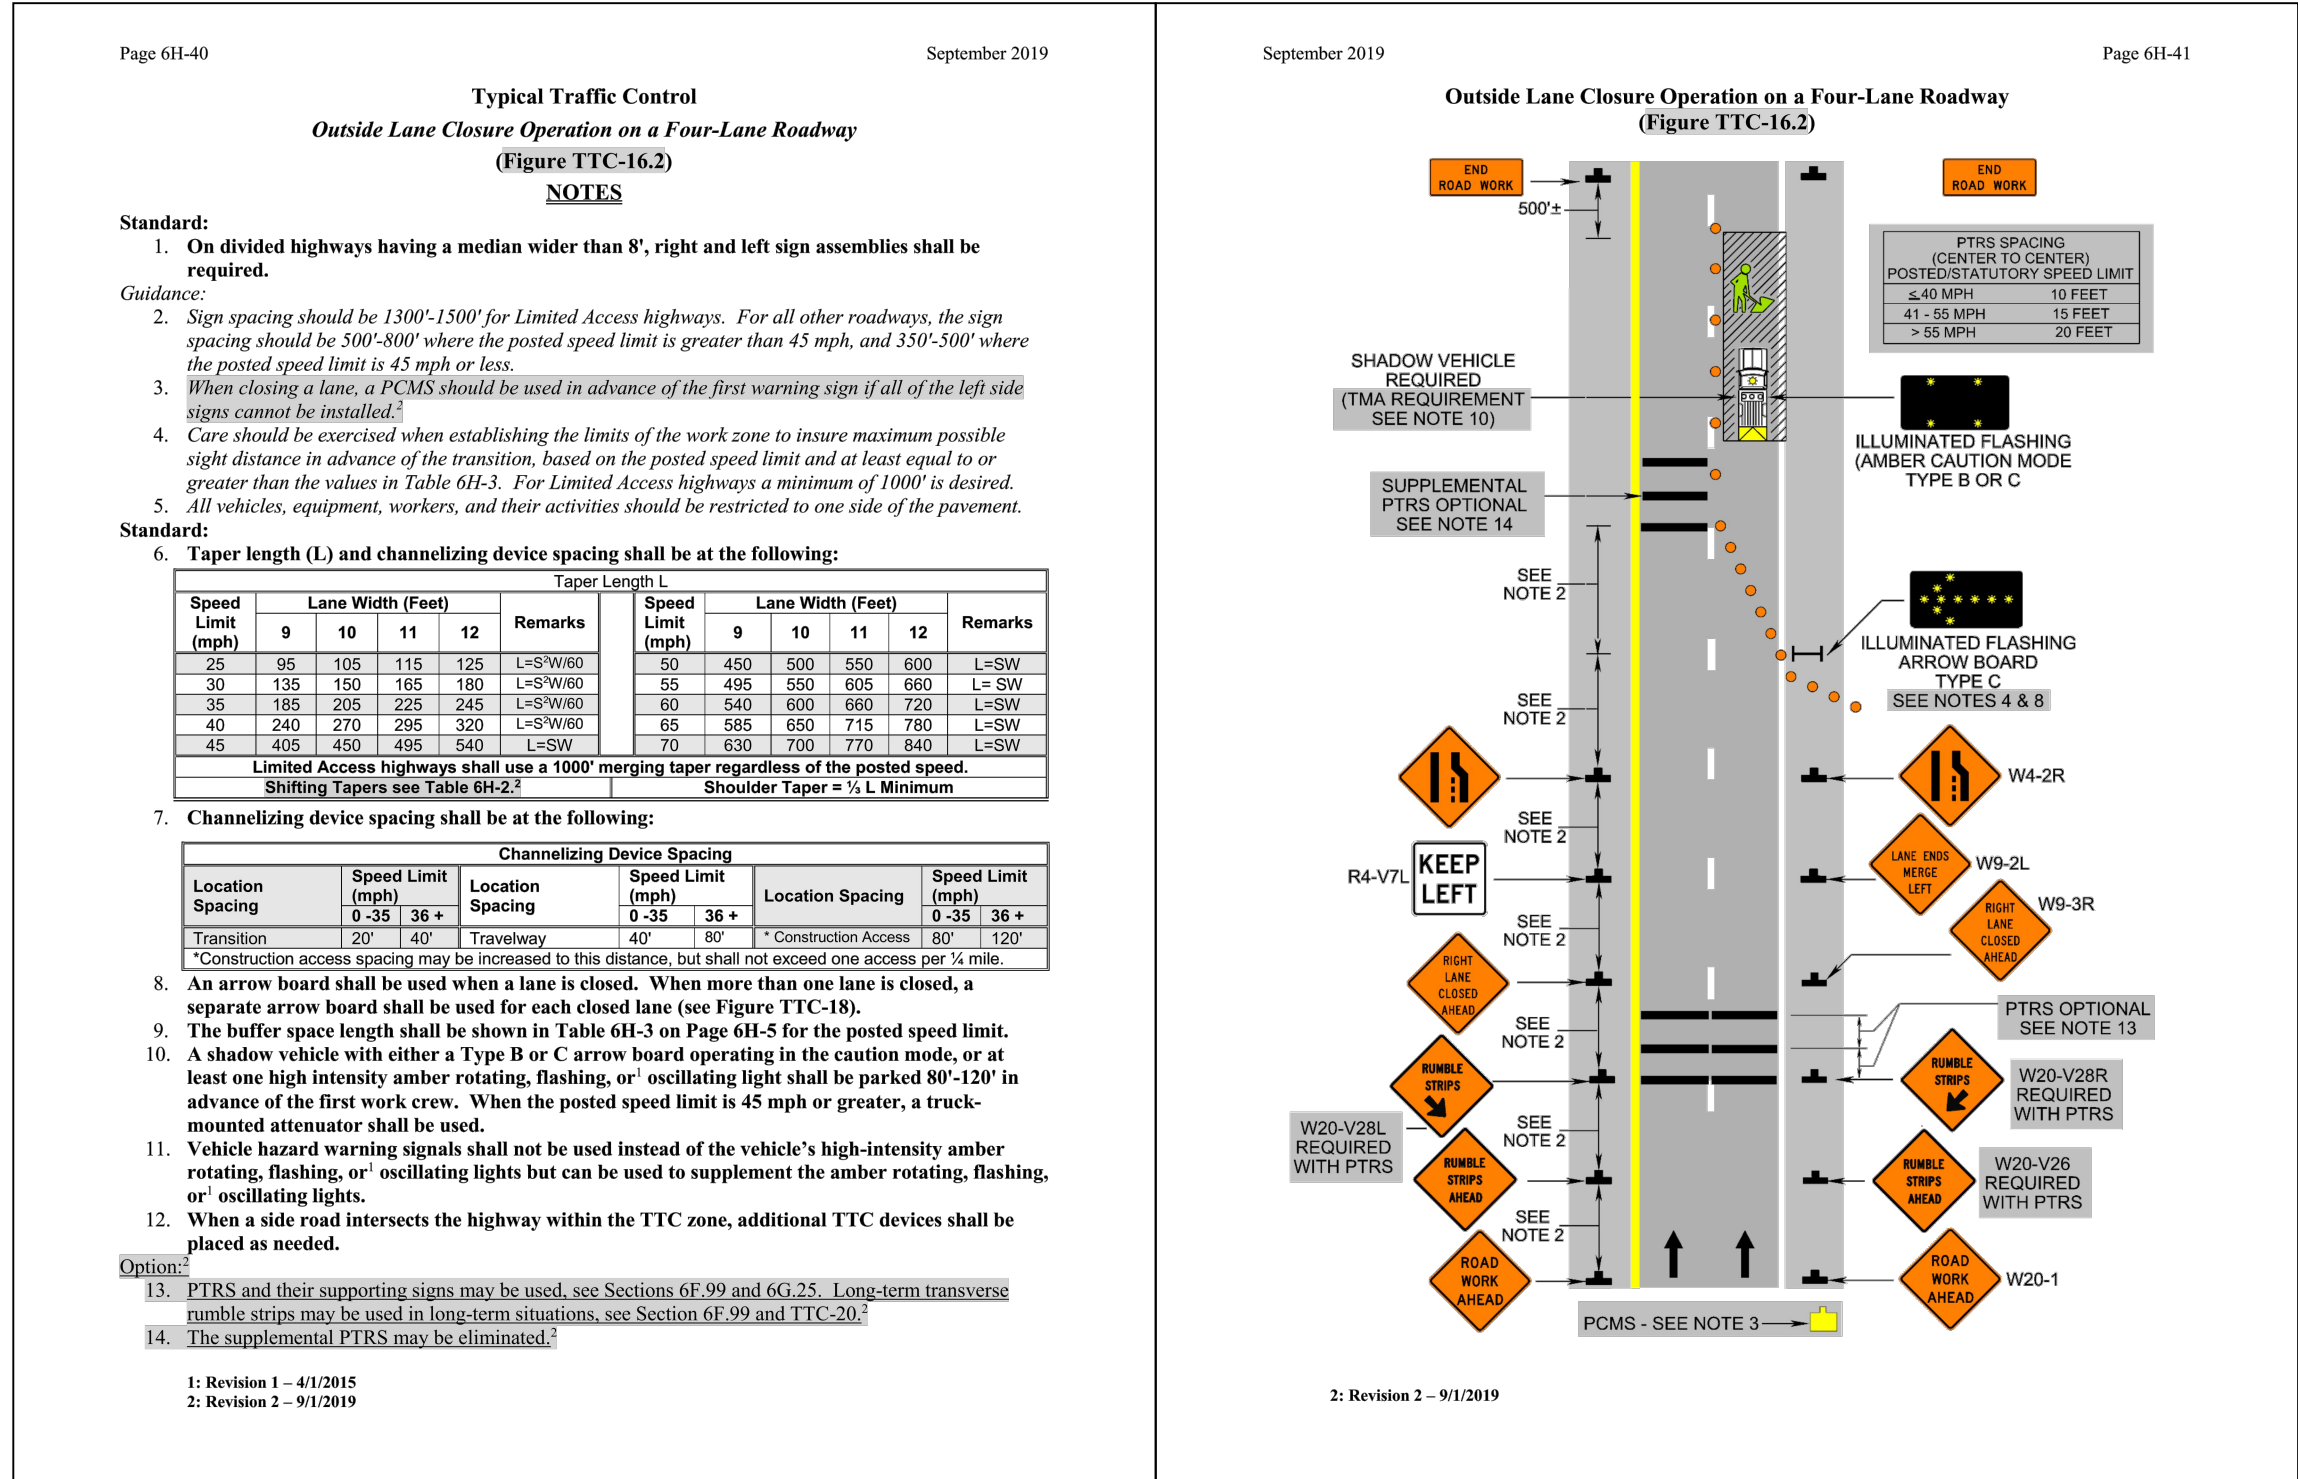 Page 6H-40
September 2019
Typical Traffic Control
Outside Lane Closure Operation on a Four-Lane Roadway
(Figure TTC-16.2)
NOTES
Standard:
1. On divided highways having a median wider than 8', right and left sign assemblies shall be
required.
Guidance:
2. Sign spacing should be 1300'-1500' for Limited Access highways. For all other roadways, the sign
spacing should be 500'-800' where the posted speed limit is greater than 45 mph, and 350'-500' where
the posted speed limit is 45 mph or less.
3. When closing a lane, a PCMS should be used in advance of the first warning sign if all of the left side
signs cannot be installed.²
4. Care should be exercised when establishing the limits of the work zone to insure maximum possible
sight distance in advance of the transition, based on the posted speed limit and at least equal to or
greater than the values in Table 6H-3. For Limited Access highways a minimum of 1000' is desired.
5. All vehicles, equipment, workers, and their activities should be restricted to one side of the pavement.
Standard:
6. Taper length (L) and channelizing device spacing shall be at the following:
Taper Length L
Speed Limit (mph) Lane Width (Feet) Remarks Speed Limit (mph) Lane Width (Feet) Remarks
9 10 11 12 9 10 11 12
25 95 105 115 125 L=S²W/60 50 450 500 550 600 L=SW
30 135 150 165 180 L=S²W/60 55 495 550 605 660 L= SW
35 185 205 225 245 L=S²W/60 60 540 600 660 720 L=SW
40 240 270 295 320 L=S²W/60 65 585 650 715 780 L=SW
45 405 450 495 540 L=SW 70 630 700 770 840 L=SW
Limited Access highways shall use a 1000' merging taper regardless of the posted speed.
Shifting Tapers see Table 6H-2.² Shoulder Taper = ⅓ L Minimum
7. Channelizing device spacing shall be at the following:
Channelizing Device Spacing
Location Spacing Speed Limit (mph) Location Spacing Speed Limit (mph) Location Spacing Speed Limit (mph)
0 -35 36 + 0 -35 36 + 0 -35 36 +
Transition 20' 40' Travelway 40' 80' * Construction Access 80' 120'
*Construction access spacing may be increased to this distance, but shall not exceed one access per ¼ mile.
8. An arrow board shall be used when a lane is closed. When more than one lane is closed, a
separate arrow board shall be used for each closed lane (see Figure TTC-18).
9. The buffer space length shall be shown in Table 6H-3 on Page 6H-5 for the posted speed limit.
10. A shadow vehicle with either a Type B or C arrow board operating in the caution mode, or at
least one high intensity amber rotating, flashing, or¹ oscillating light shall be parked 80'-120' in
advance of the first work crew. When the posted speed limit is 45 mph or greater, a truck-
mounted attenuator shall be used.
11. Vehicle hazard warning signals shall not be used instead of the vehicle's high-intensity amber
rotating, flashing, or¹ oscillating lights but can be used to supplement the amber rotating, flashing,
or¹ oscillating lights.
12. When a side road intersects the highway within the TTC zone, additional TTC devices shall be
placed as needed.
Option:²
13. PTRS and their supporting signs may be used, see Sections 6F.99 and 6G.25. Long-term transverse
rumble strips may be used in long-term situations, see Section 6F.99 and TTC-20.²
14. The supplemental PTRS may be eliminated.²
1: Revision 1 – 4/1/2015
2: Revision 2 – 9/1/2019
September 2019
Page 6H-41
Outside Lane Closure Operation on a Four-Lane Roadway
(Figure TTC-16.2)
END
ROAD WORK
END
ROAD WORK
500'±
PTRS SPACING
(CENTER TO CENTER)
POSTED/STATUTORY SPEED LIMIT
≤40 MPH 10 FEET
41 - 55 MPH 15 FEET
> 55 MPH 20 FEET
SHADOW VEHICLE
REQUIRED
(TMA REQUIREMENT
SEE NOTE 10)
ILLUMINATED FLASHING
(AMBER CAUTION MODE
TYPE B OR C
SUPPLEMENTAL
PTRS OPTIONAL
SEE NOTE 14
SEE
NOTE 2
ILLUMINATED FLASHING
ARROW BOARD
TYPE C
SEE NOTES 4 & 8
SEE
NOTE 2
W4-2R
SEE
NOTE 2
R4-V7L
KEEP
LEFT
LANE ENDS
MERGE
LEFT
W9-2L
SEE
NOTE 2
RIGHT
LANE
CLOSED
AHEAD
W9-3R
RIGHT
LANE
CLOSED
AHEAD
SEE
NOTE 2
PTRS OPTIONAL
SEE NOTE 13
RUMBLE
STRIPS
RUMBLE
STRIPS
W20-V28R
REQUIRED
WITH PTRS
W20-V28L
REQUIRED
WITH PTRS
SEE
NOTE 2
RUMBLE
STRIPS
AHEAD
RUMBLE
STRIPS
AHEAD
W20-V26
REQUIRED
WITH PTRS
SEE
NOTE 2
ROAD
WORK
AHEAD
ROAD
WORK
AHEAD
W20-1
PCMS - SEE NOTE 3
2: Revision 2 – 9/1/2019